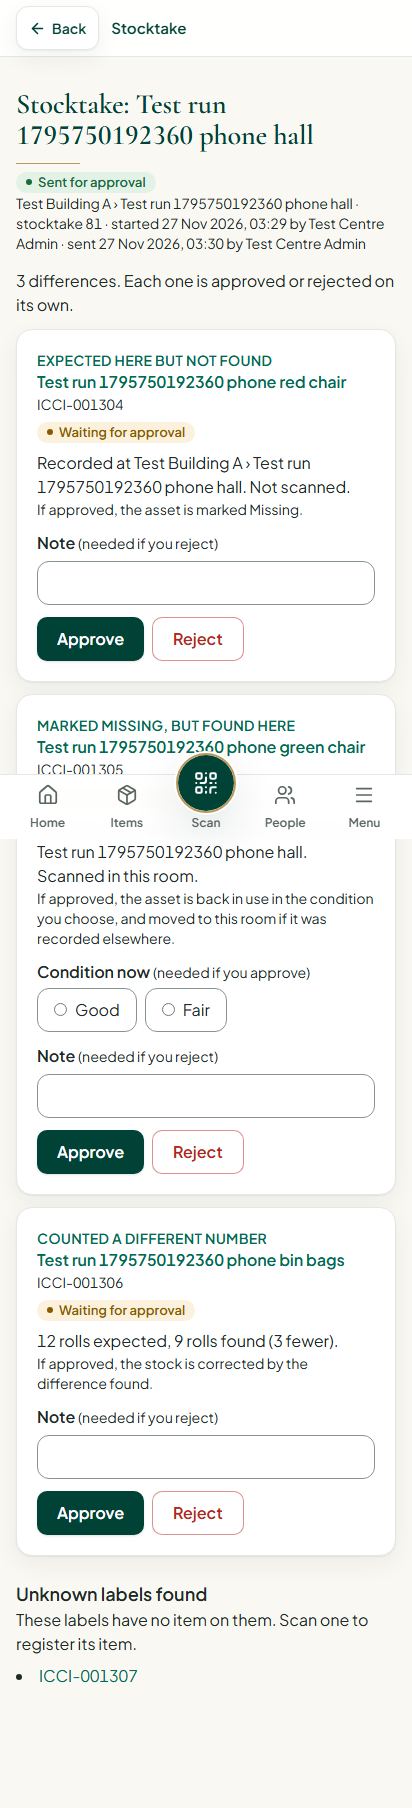 Back
Stocktake
Stocktake: Test run
1795750192360 phone hall
Sent for approval
Test Building A › Test run 1795750192360 phone hall ·
stocktake 81 · started 27 Nov 2026, 03:29 by Test Centre
Admin · sent 27 Nov 2026, 03:30 by Test Centre Admin
3 differences. Each one is approved or rejected on
its own.
EXPECTED HERE BUT NOT FOUND
Test run 1795750192360 phone red chair
ICCI-001304
Waiting for approval
Recorded at Test Building A › Test run
1795750192360 phone hall. Not scanned.
If approved, the asset is marked Missing.
Note (needed if you reject)
Approve
Reject
MARKED MISSING, BUT FOUND HERE
Test run 1795750192360 phone green chair
ICCI-001305
Home
Items
Scan
People
Menu
Test run 1795750192360 phone hall.
Scanned in this room.
If approved, the asset is back in use in the condition
you choose, and moved to this room if it was
recorded elsewhere.
Condition now (needed if you approve)
Good
Fair
Note (needed if you reject)
Approve
Reject
COUNTED A DIFFERENT NUMBER
Test run 1795750192360 phone bin bags
ICCI-001306
Waiting for approval
12 rolls expected, 9 rolls found (3 fewer).
If approved, the stock is corrected by the
difference found.
Note (needed if you reject)
Approve
Reject
Unknown labels found
These labels have no item on them. Scan one to
register its item.
ICCI-001307